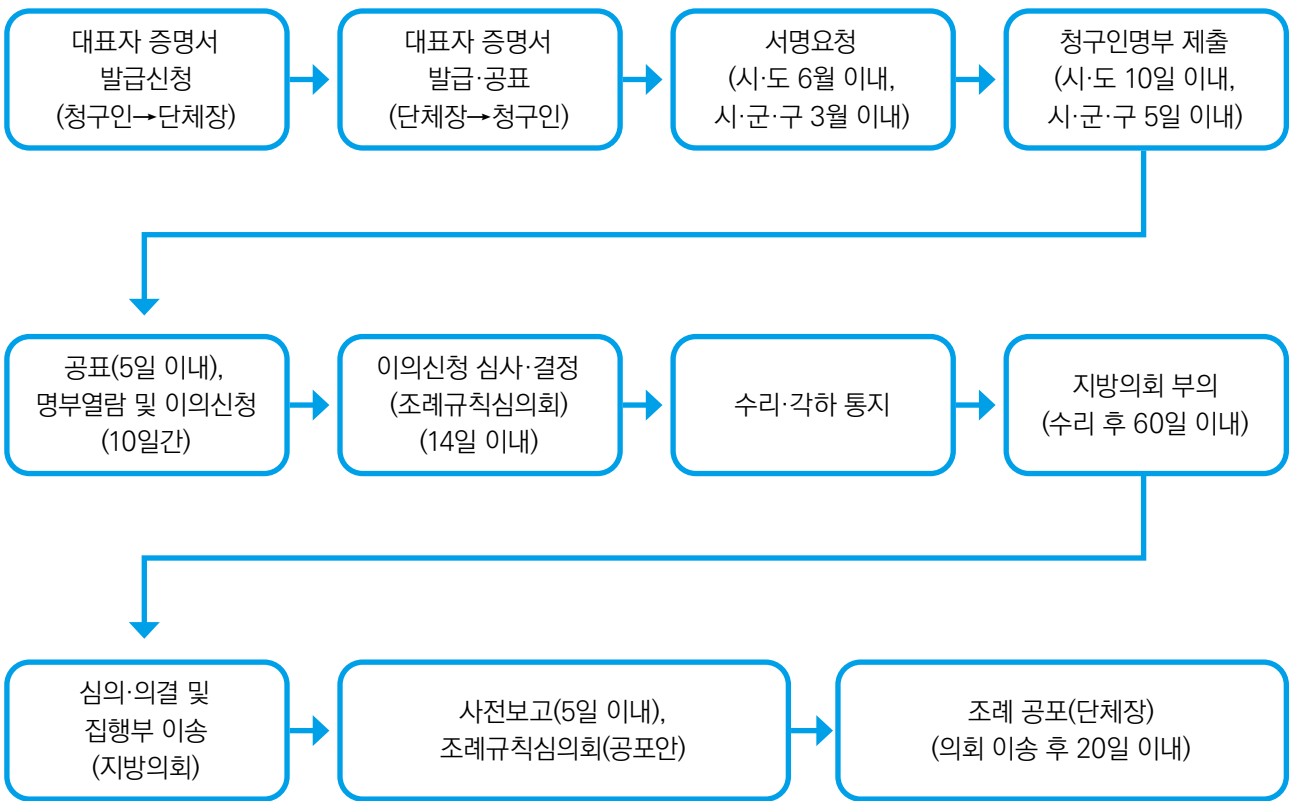 대표자 증명서
발급신청
(청구인→단체장)
대표자 증명서
발급·공표
(단체장→청구인)
서명요청
(시·도 6월 이내,
시·군·구 3월 이내)
청구인명부 제출
(시·도 10일 이내,
시·군·구 5일 이내)
공표(5일 이내),
명부열람 및 이의신청
(10일간)
이의신청 심사·결정
(조례규칙심의회)
(14일 이내)
수리·각하 통지
지방의회 부의
(수리 후 60일 이내)
심의·의결 및
집행부 이송
(지방의회)
사전보고(5일 이내),
조례규칙심의회(공포안)
조례 공포(단체장)
(의회 이송 후 20일 이내)